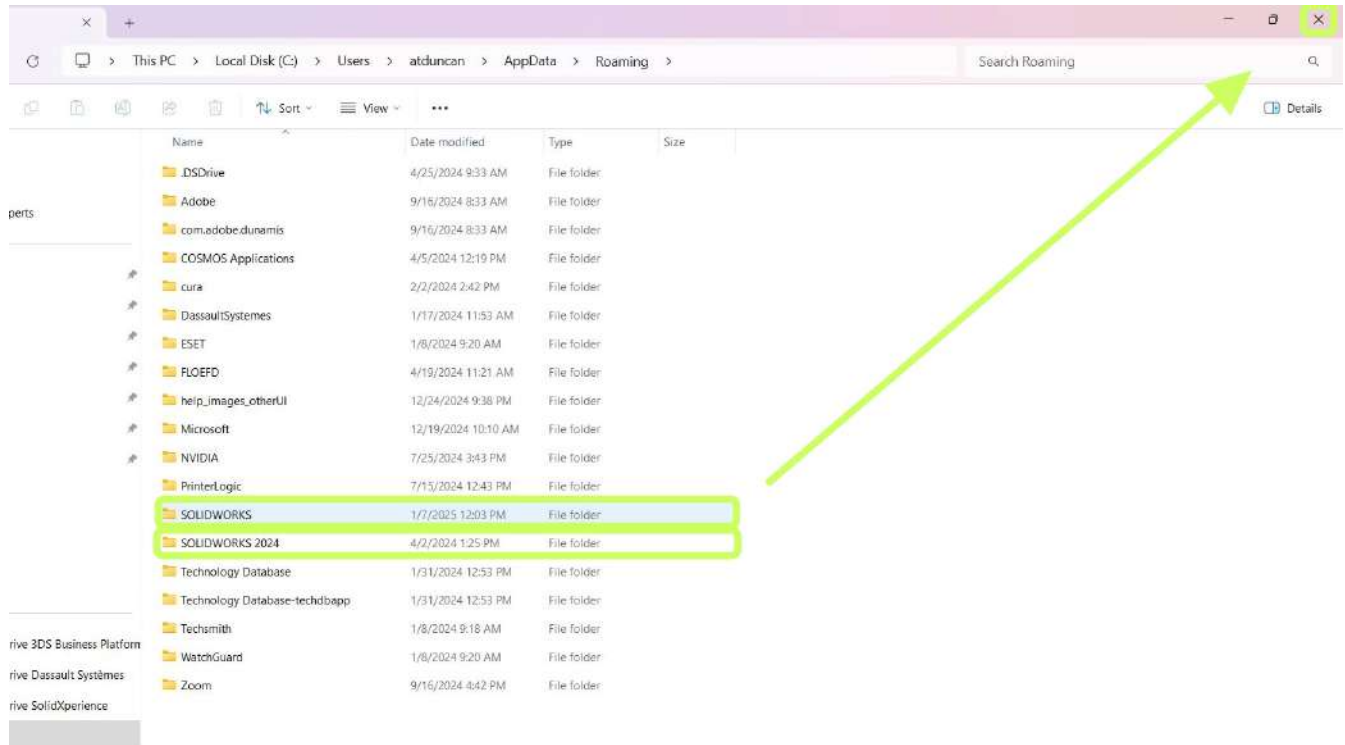 This PC > Local Disk (C:) > Users > atduncan > AppData > Roaming >
Search Roaming
Sort
View
Details
Name Date modified Type Size
.DSDrive 4/25/2024 9:33 AM File folder
Adobe 9/16/2024 8:33 AM File folder
perts
com.adobe.dunamis 9/16/2024 8:33 AM File folder
COSMOS Applications 4/5/2024 12:19 PM File folder
cura 2/2/2024 2:42 PM File folder
DassaultSystemes 1/17/2024 11:53 AM File folder
ESET 1/8/2024 9:20 AM File folder
FLOEFD 4/19/2024 11:21 AM File folder
help_images_otherUI 12/24/2024 9:38 PM File folder
Microsoft 12/19/2024 10:10 AM File folder
NVIDIA 7/25/2024 3:43 PM File folder
PrinterLogic 7/15/2024 12:43 PM File folder
SOLIDWORKS 1/7/2025 12:03 PM File folder
SOLIDWORKS 2024 4/2/2024 1:25 PM File folder
Technology Database 1/31/2024 12:53 PM File folder
Technology Database-techdbapp 1/31/2024 12:53 PM File folder
Techsmith 1/8/2024 9:18 AM File folder
rive 3DS Business Platform
WatchGuard 1/8/2024 9:20 AM File folder
rive Dassault Systèmes
Zoom 9/16/2024 4:42 PM File folder
rive SolidXperience